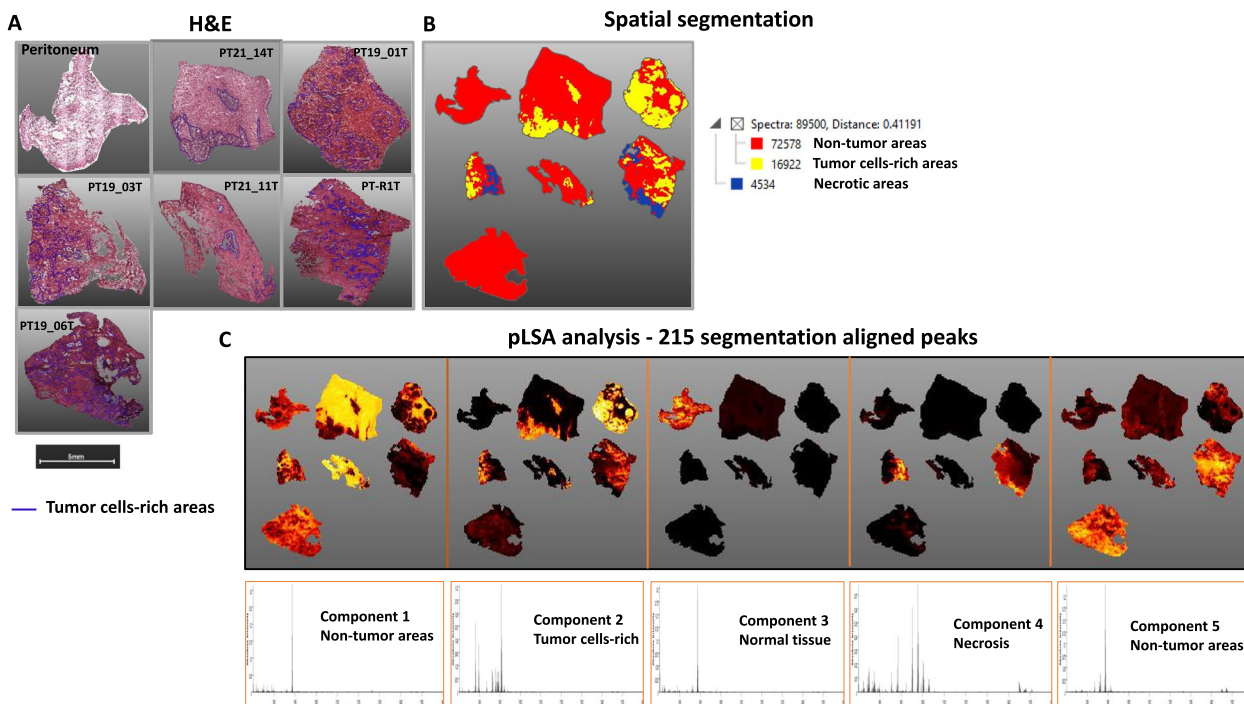 A
H&E
Peritoneum
PT21_14T
PT19_01T
PT19_03T
PT21_11T
PT-R1T
PT19_06T
5mm
Tumor cells-rich areas
B
Spatial segmentation
Spectra: 89500, Distance: 0.41191
72578 Non-tumor areas
16922 Tumor cells-rich areas
4534 Necrotic areas
C
pLSA analysis - 215 segmentation aligned peaks
Component 1
Non-tumor areas
Component 2
Tumor cells-rich
Component 3
Normal tissue
Component 4
Necrosis
Component 5
Non-tumor areas